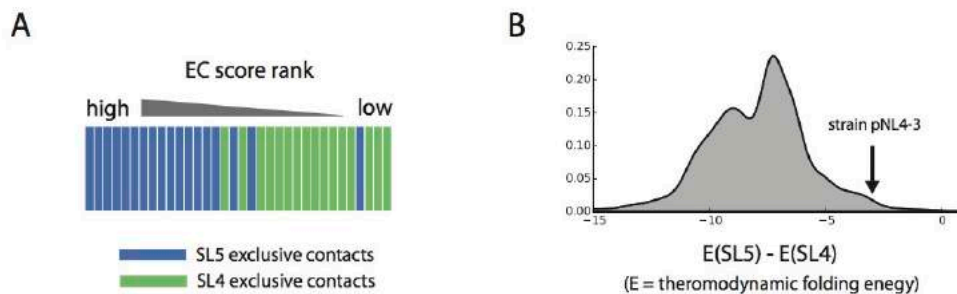 A
EC score rank
high
low
SL5 exclusive contacts
SL4 exclusive contacts
B
0.25
0.20
0.15
0.10
0.05
0.00
strain pNL4-3
-15
-10
-5
0
E(SL5) - E(SL4)
(E = theromodynamic folding enegy)